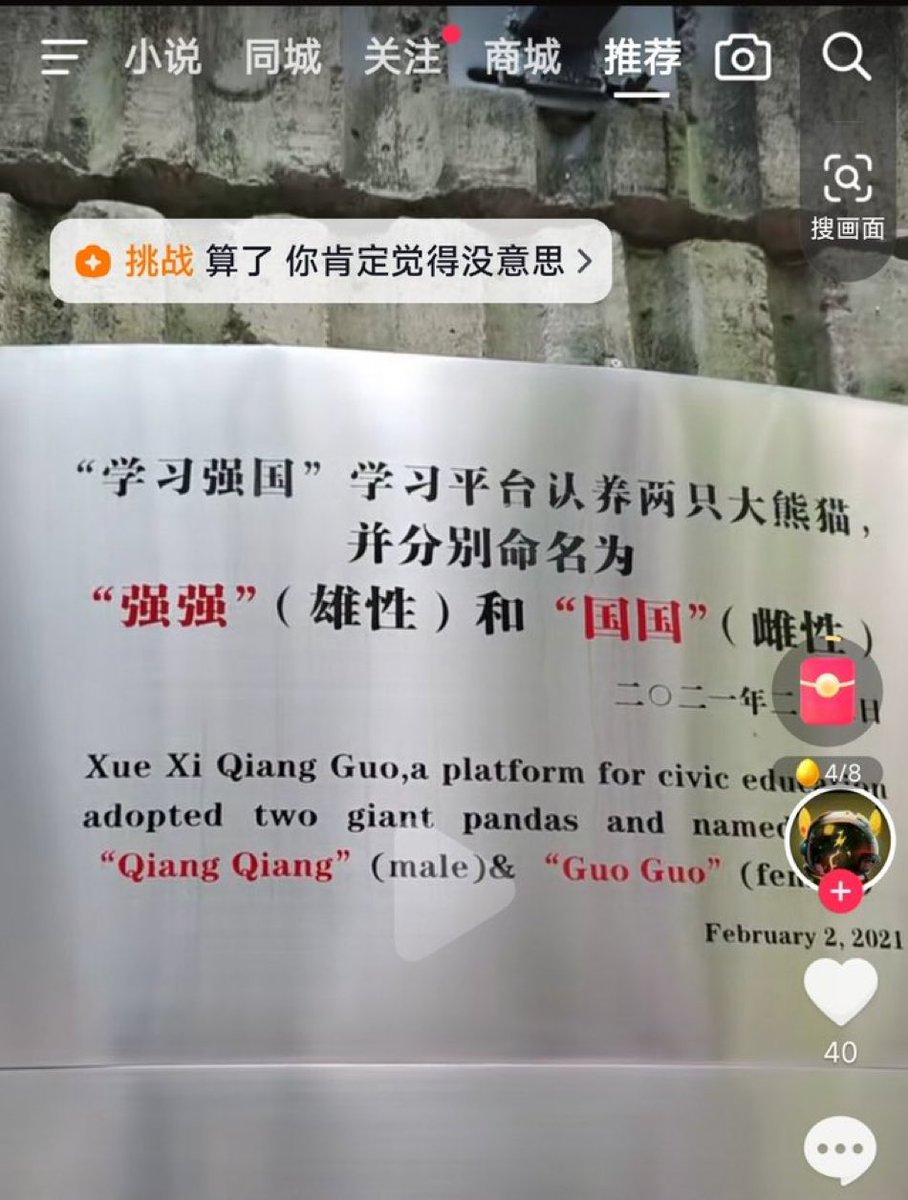 小说 同城 关注 商城 推荐
搜画面
挑战 算了 你肯定觉得没意思
“学习强国”学习平台认养两只大熊猫，
并分别命名为
“强强”（雄性）和“国国”（雌性）
二〇二一年二 日
Xue Xi Qiang Guo,a platform for civic education
4/8
adopted two giant pandas and named
“Qiang Qiang” (male)& “Guo Guo”
February 2, 2021
40